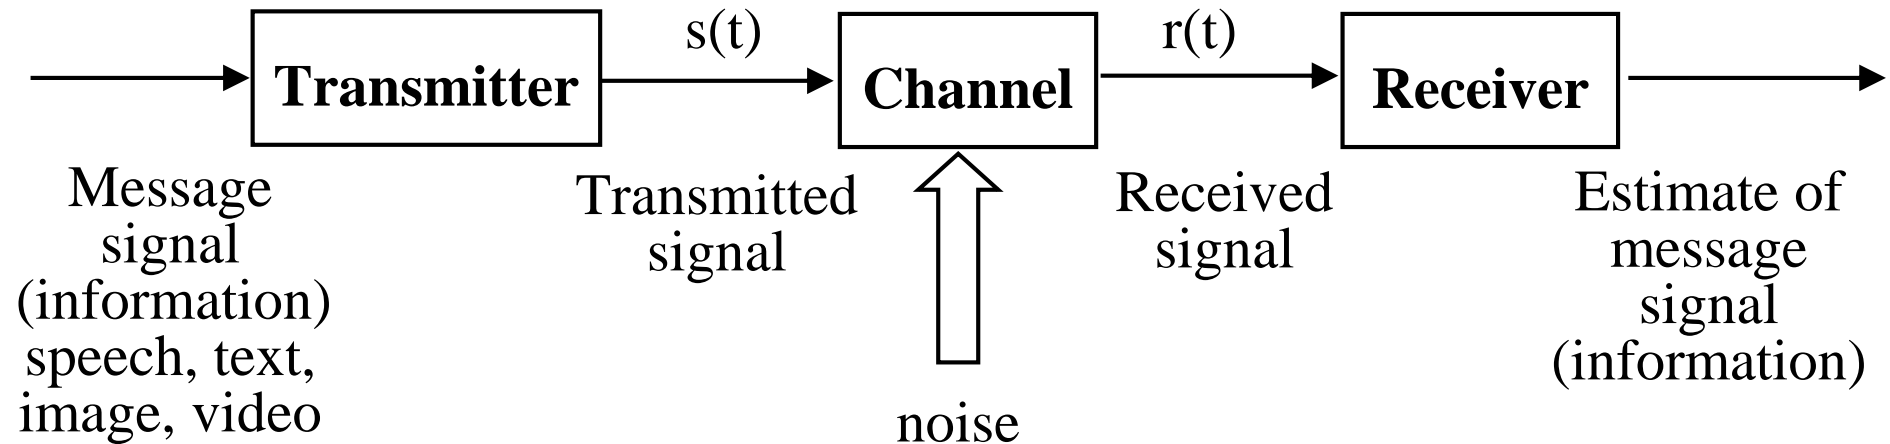 s(t)
r(t)
Transmitter
Channel
Receiver
Message
signal
(information)
speech, text,
image, video
Transmitted
signal
Received
signal
Estimate of
message
signal
(information)
noise